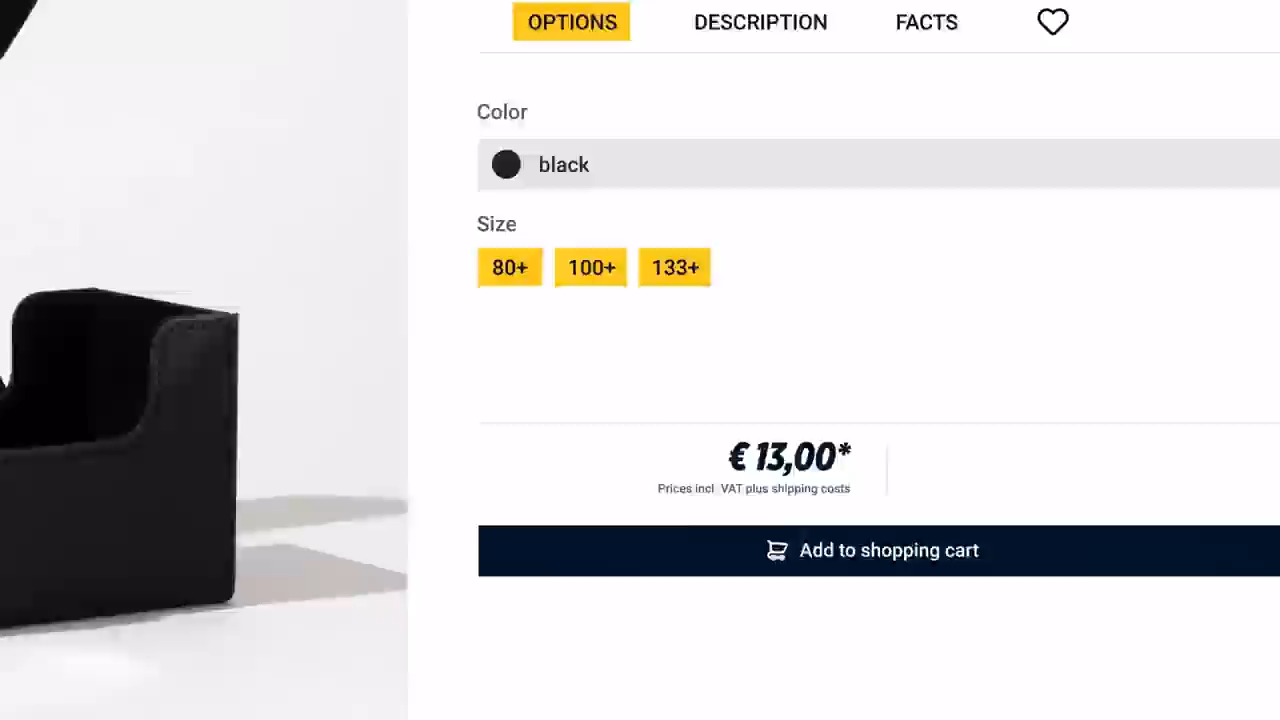 OPTIONS DESCRIPTION FACTS
Color
black
Size
80+ 100+ 133+
€ 13,00*
Prices incl. VAT plus shipping costs
Add to shopping cart